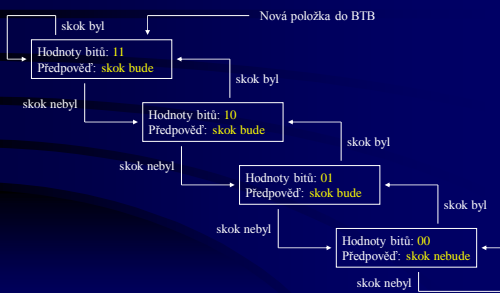 Nová položka do BTB
skok byl
Hodnoty bitů: 11
Předpověď: skok bude
skok byl
skok nebyl
Hodnoty bitů: 10
Předpověď: skok bude
skok byl
skok nebyl
Hodnoty bitů: 01
Předpověď: skok bude
skok byl
skok nebyl
Hodnoty bitů: 00
Předpověď: skok nebude
skok nebyl